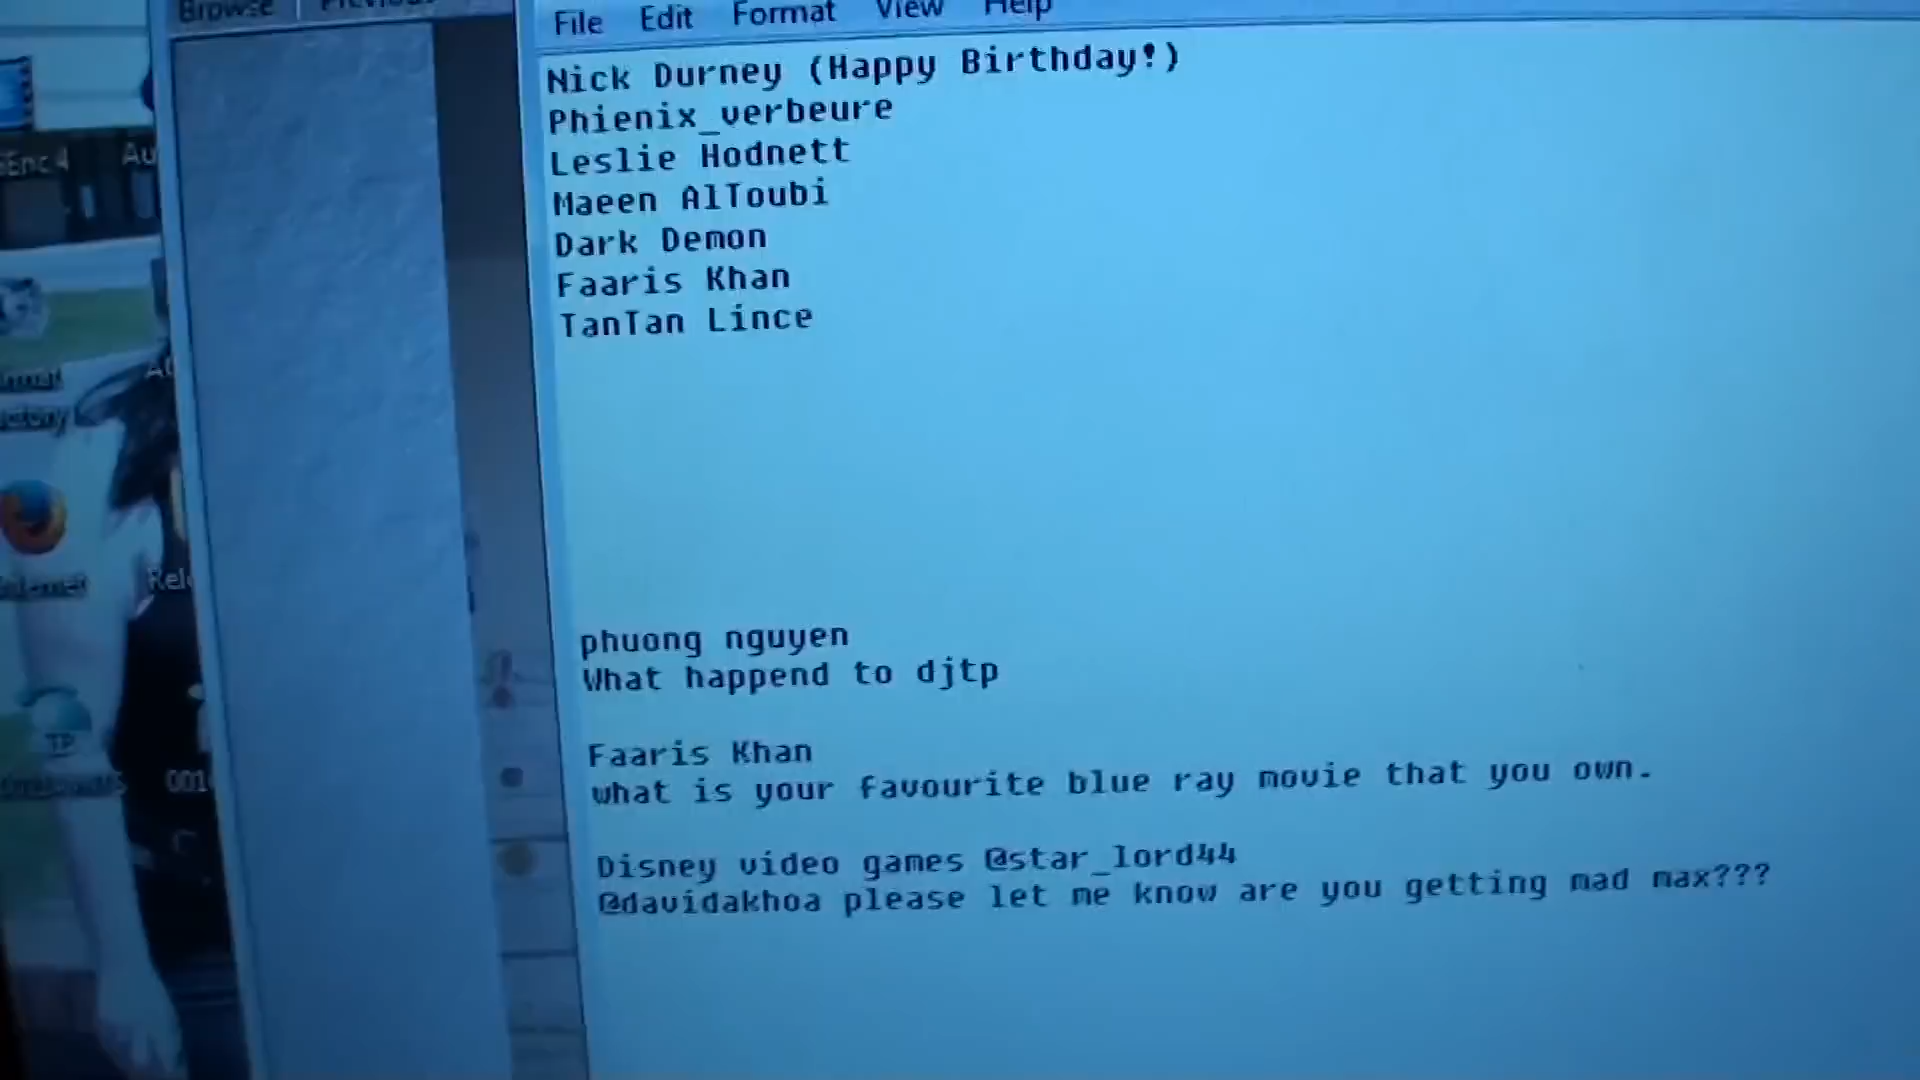 Browse
File Edit Format View Help
Nick Durney (Happy Birthday!)
Phienix_verbeure
Leslie Hodnett
Maeen AlToubi
Dark Demon
Faaris Khan
TanTan Lince
phuong nguyen
What happend to djtp
Faaris Khan
what is your favourite blue ray movie that you own.
Disney video games @star_lord44
@davidakhoa please let me know are you getting mad max???
TP